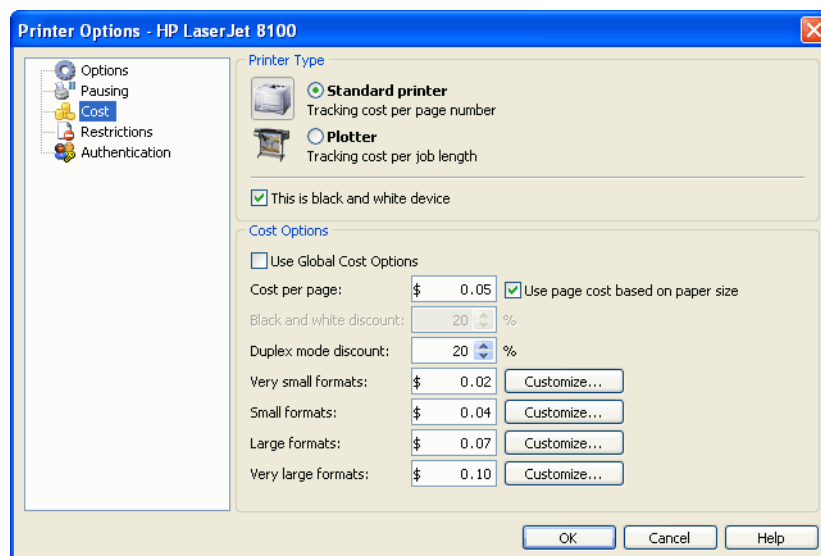 Printer Options - HP LaserJet 8100
Options
Pausing
Cost
Restrictions
Authentication
Printer Type
Standard printer
Tracking cost per page number
Plotter
Tracking cost per job length
This is black and white device
Cost Options
Use Global Cost Options
Cost per page: $ 0.05 Use page cost based on paper size
Black and white discount: 20 %
Duplex mode discount: 20 %
Very small formats: $ 0.02 Customize...
Small formats: $ 0.04 Customize...
Large formats: $ 0.07 Customize...
Very large formats: $ 0.10 Customize...
OK Cancel Help